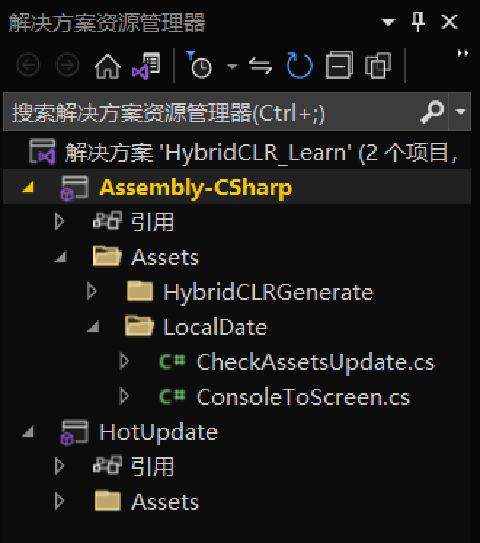 解决方案资源管理器
搜索解决方案资源管理器(Ctrl+;)
解决方案 'HybridCLR_Learn' (2 个项目,
Assembly-CSharp
引用
Assets
HybridCLRGenerate
LocalDate
C# CheckAssetsUpdate.cs
C# ConsoleToScreen.cs
HotUpdate
引用
Assets